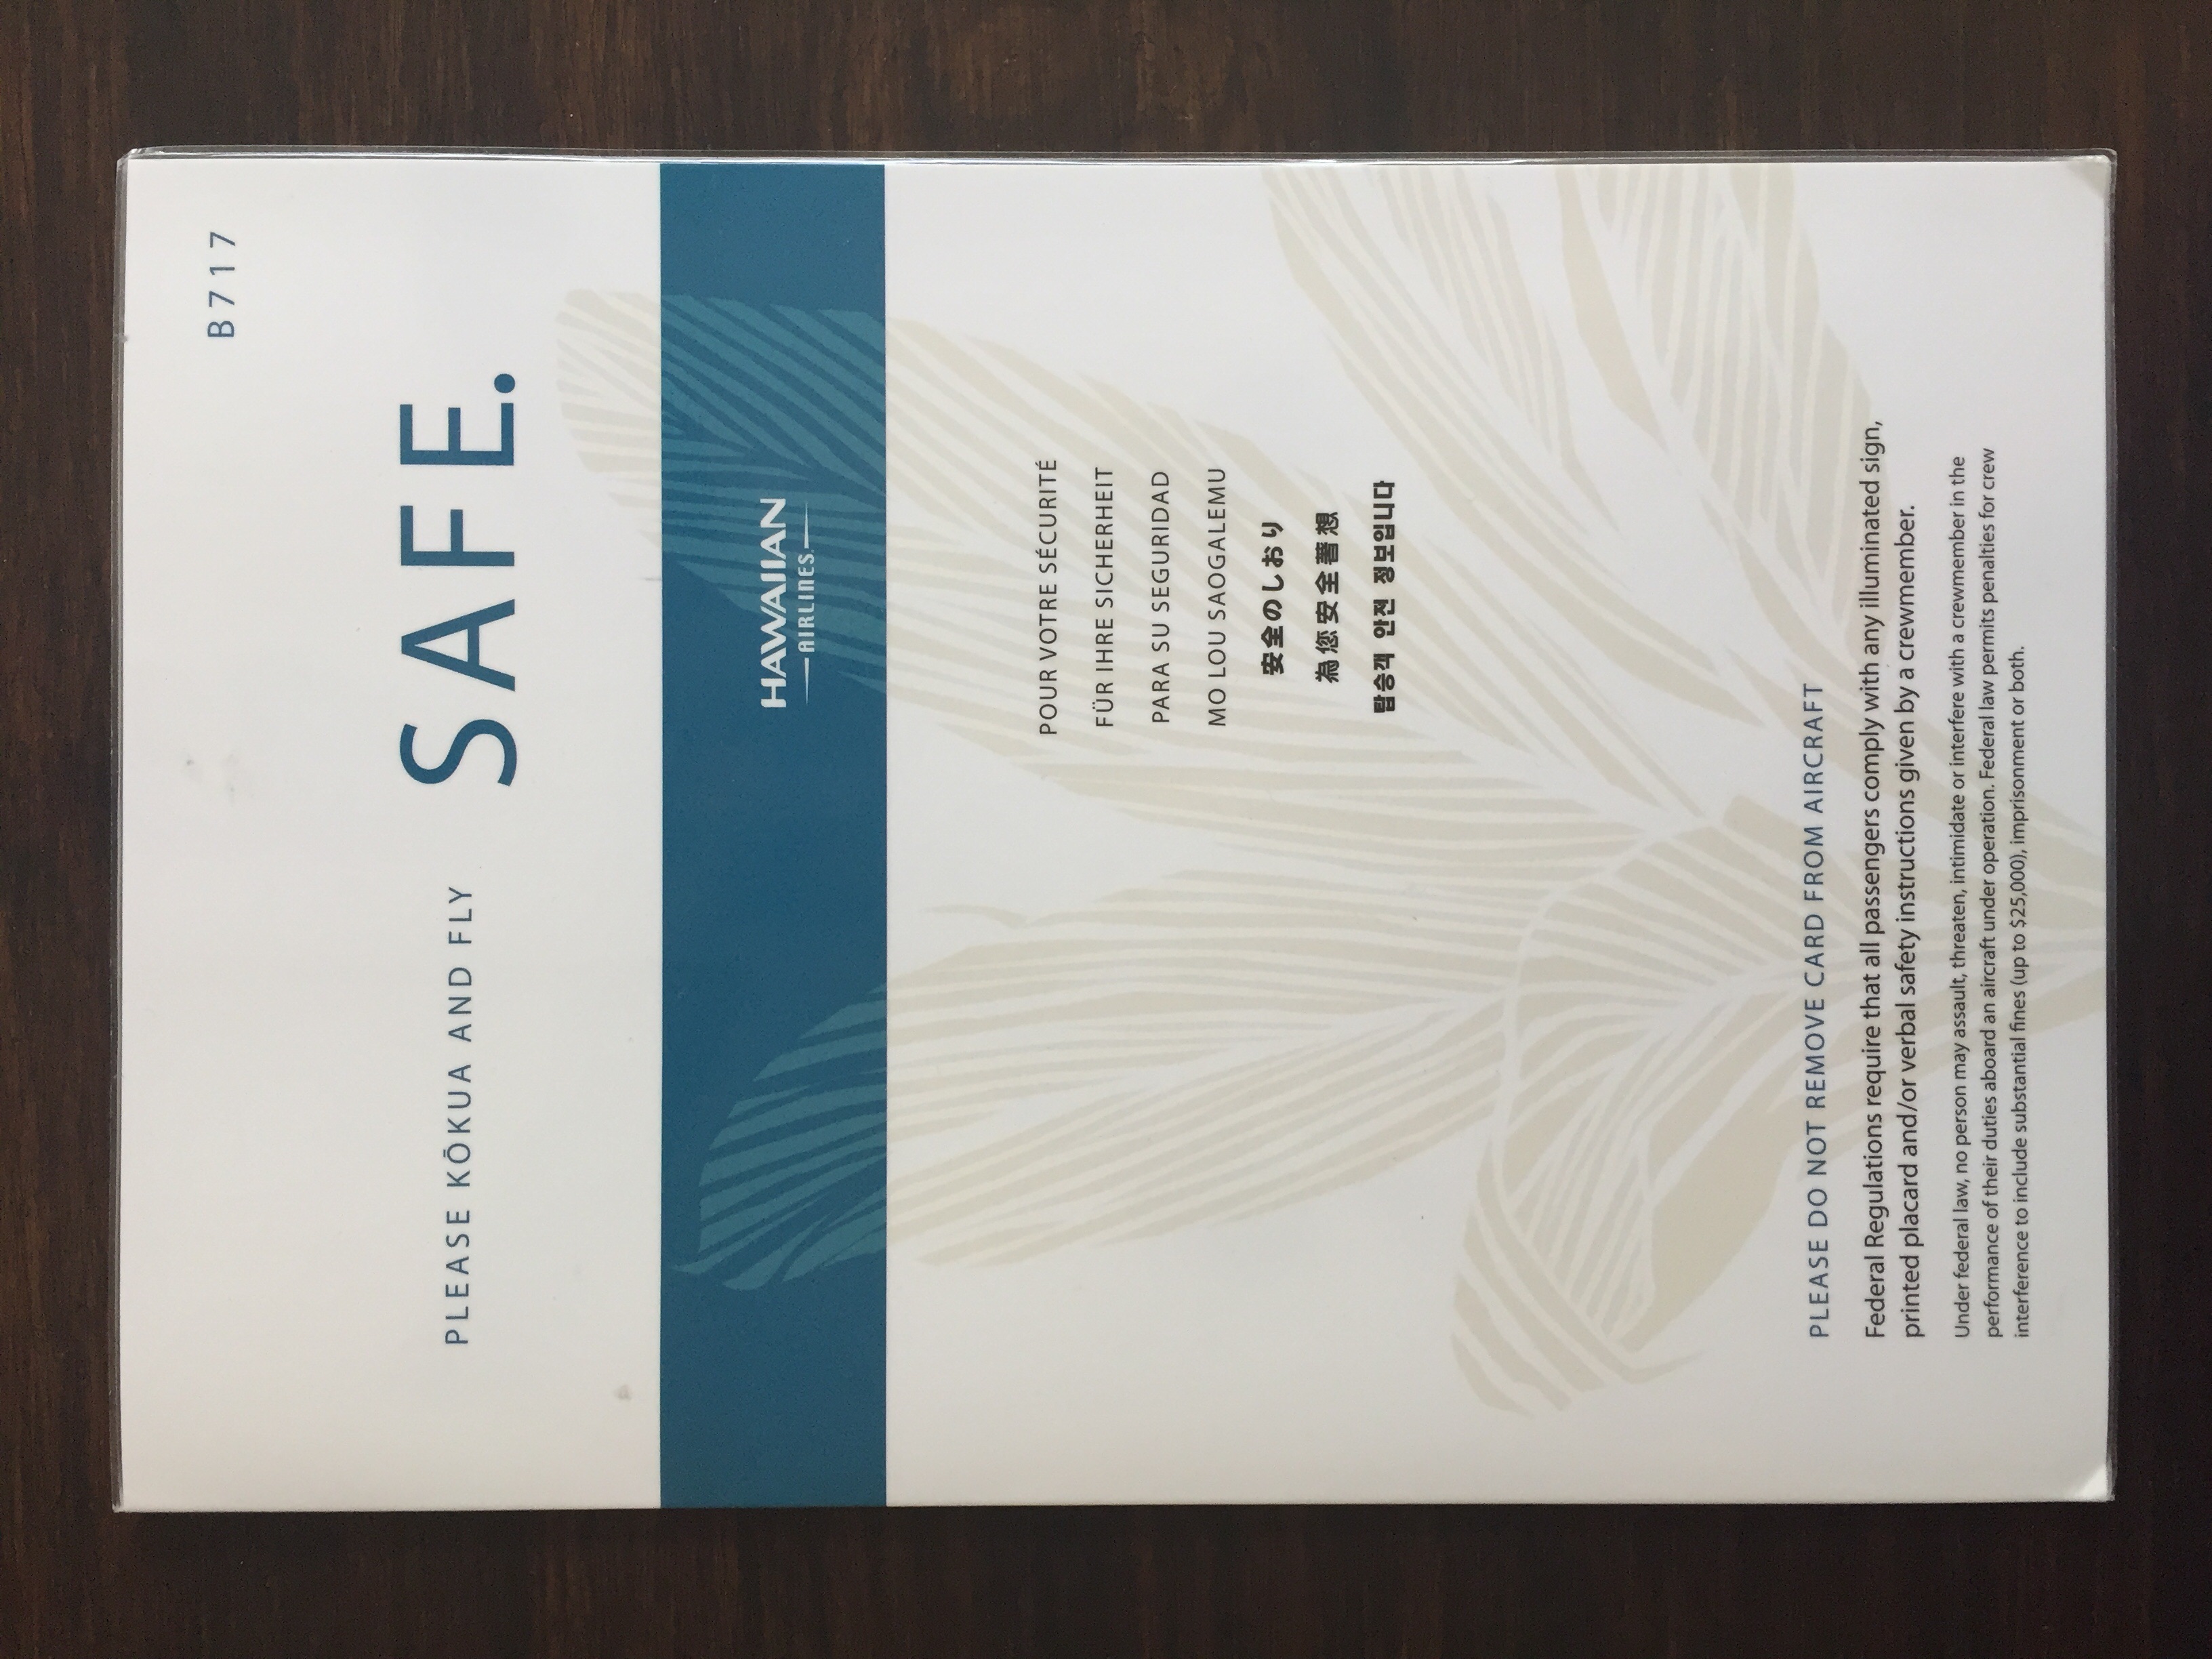 B717
PLEASE KŌKUA AND FLY SAFE.
HAWAIIAN
AIRLINES
POUR VOTRE SÉCURITÉ
FÜR IHRE SICHERHEIT
PARA SU SEGURIDAD
MO LOU SAOGALEMU
安全のしおり
為您安全著想
탑승객 안전 정보입니다
PLEASE DO NOT REMOVE CARD FROM AIRCRAFT
Federal Regulations require that all passengers comply with any illuminated sign,
printed placard and/or verbal safety instructions given by a crewmember.
Under federal law, no person may assault, threaten, intimidate or interfere with a crewmember in the
performance of their duties aboard an aircraft under operation. Federal law permits penalties for crew
interference to include substantial fines (up to $25,000), imprisonment or both.